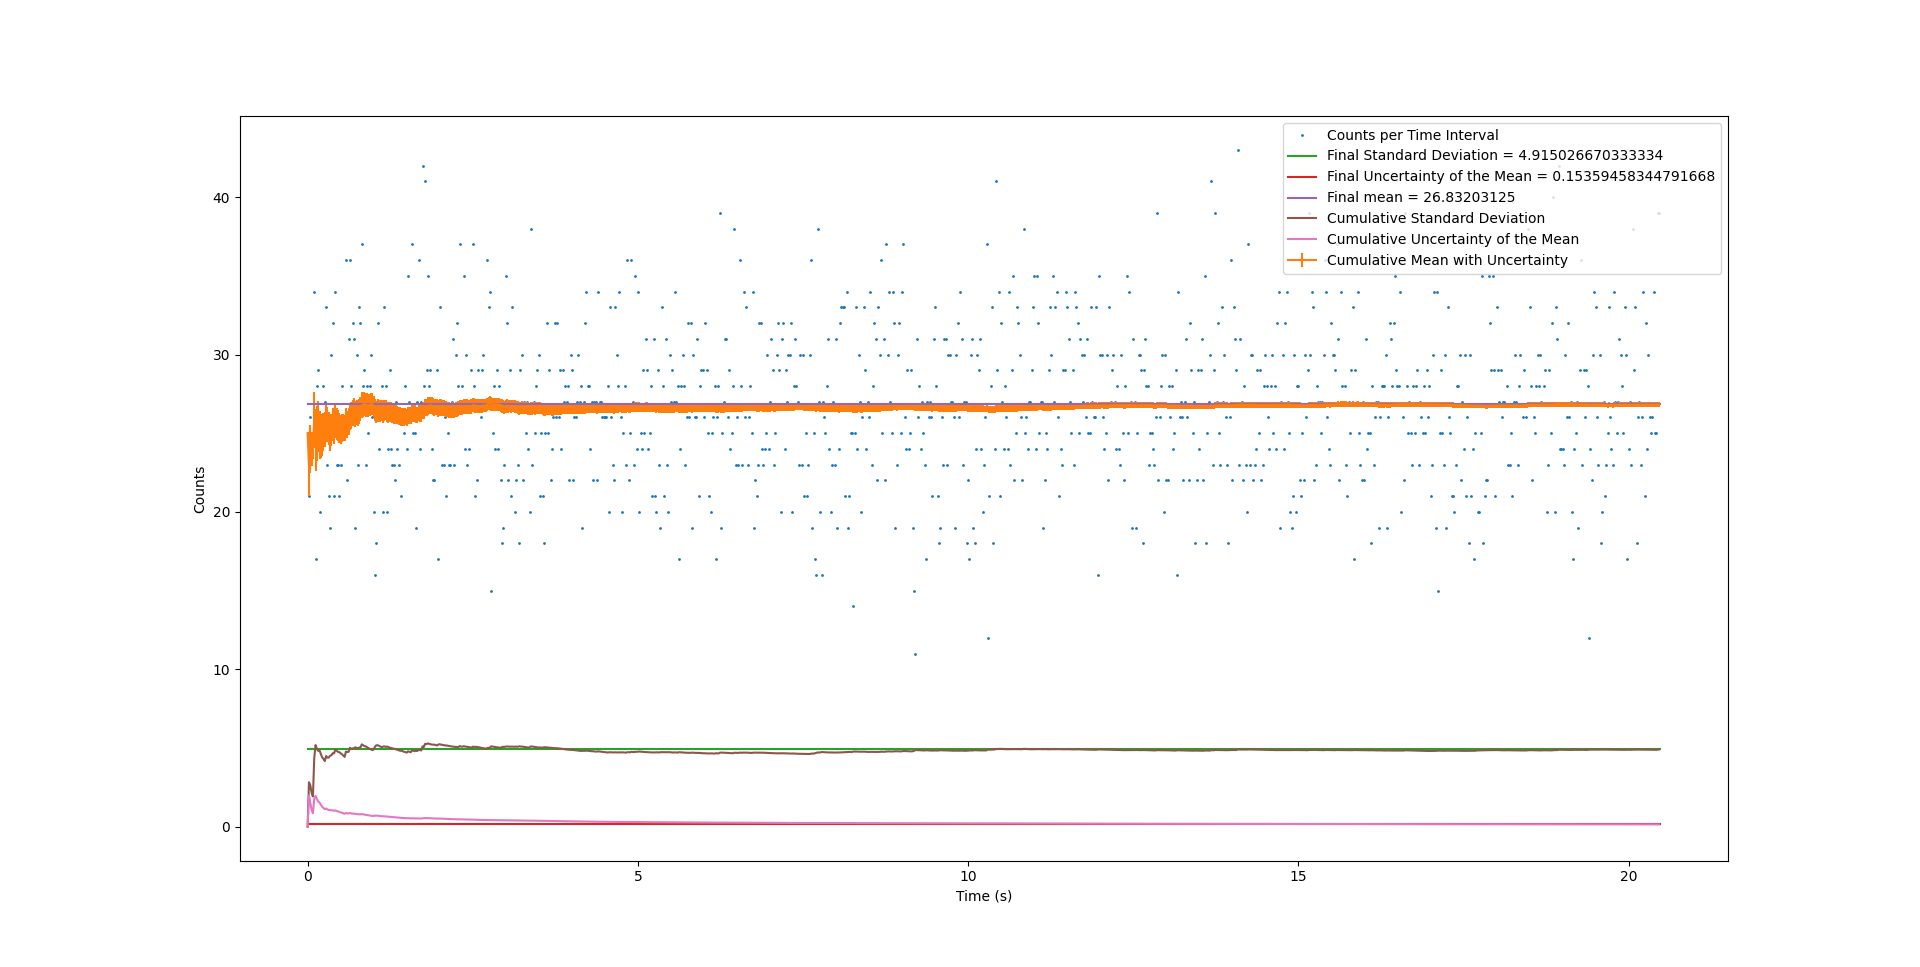 Counts per Time Interval
Final Standard Deviation = 4.915026670333334
Final Uncertainty of the Mean = 0.15359458344791668
Final mean = 26.83203125
Cumulative Standard Deviation
Cumulative Uncertainty of the Mean
Cumulative Mean with Uncertainty
40
30
20
10
0
Counts
0 5 10 15 20
Time (s)